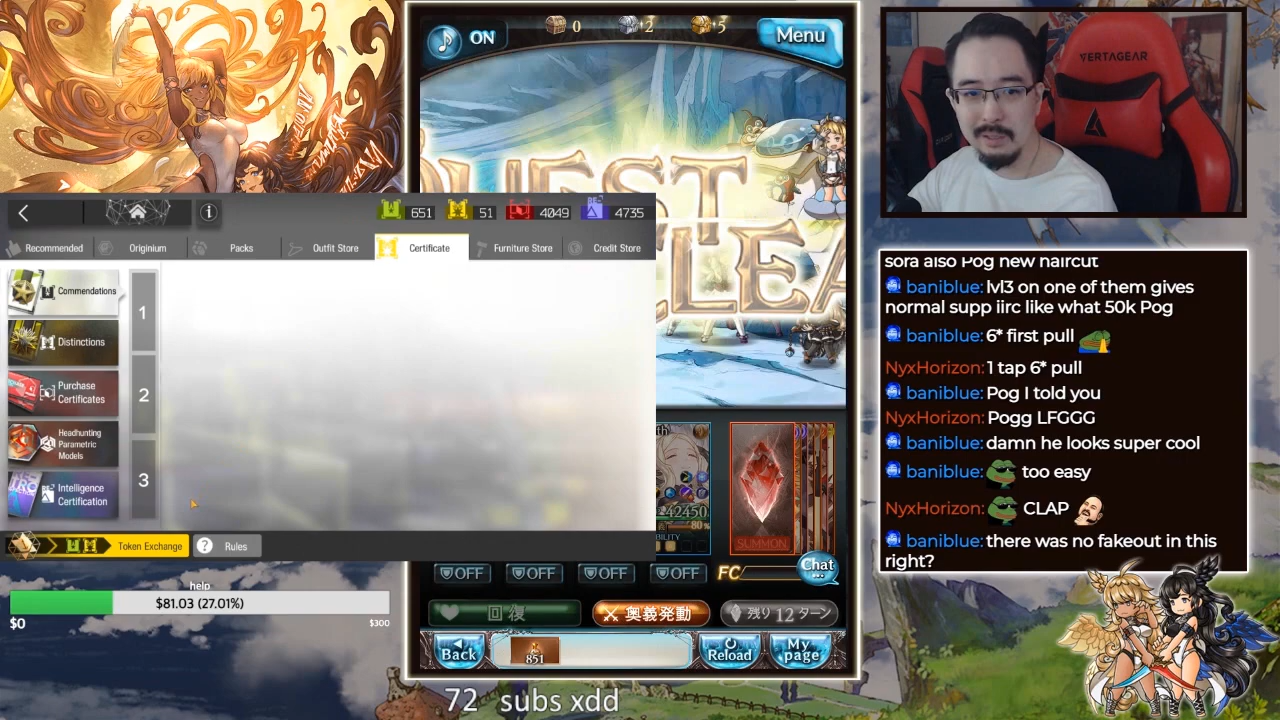 ON
0
2
5
Menu
QUEST
CLEA
VERTAGEAR
651
51
4049
4735
Recommended
Originium
Packs
Outfit Store
Certificate
Furniture Store
Credit Store
Commendations
Distinctions
Purchase
Certificates
Headhunting
Parametric
Models
Intelligence
Certification
1
2
3
Token Exchange
? Rules
help
$81.03 (27.01%)
$0
$300
42450
80%
SUMMON
OFF
OFF
OFF
OFF
FC
Chat
回復
奥義発動
残り12ターン
Back
851
Reload
My
page
72 subs xdd
sora also Pog new haircut
baniblue: lvl3 on one of them gives
normal supp iirc like what 50k Pog
baniblue: 6* first pull
NyxHorizon: 1 tap 6* pull
baniblue: Pog I told you
NyxHorizon: Pogg LFGGG
baniblue: damn he looks super cool
baniblue: too easy
NyxHorizon: CLAP
baniblue: there was no fakeout in this
right?